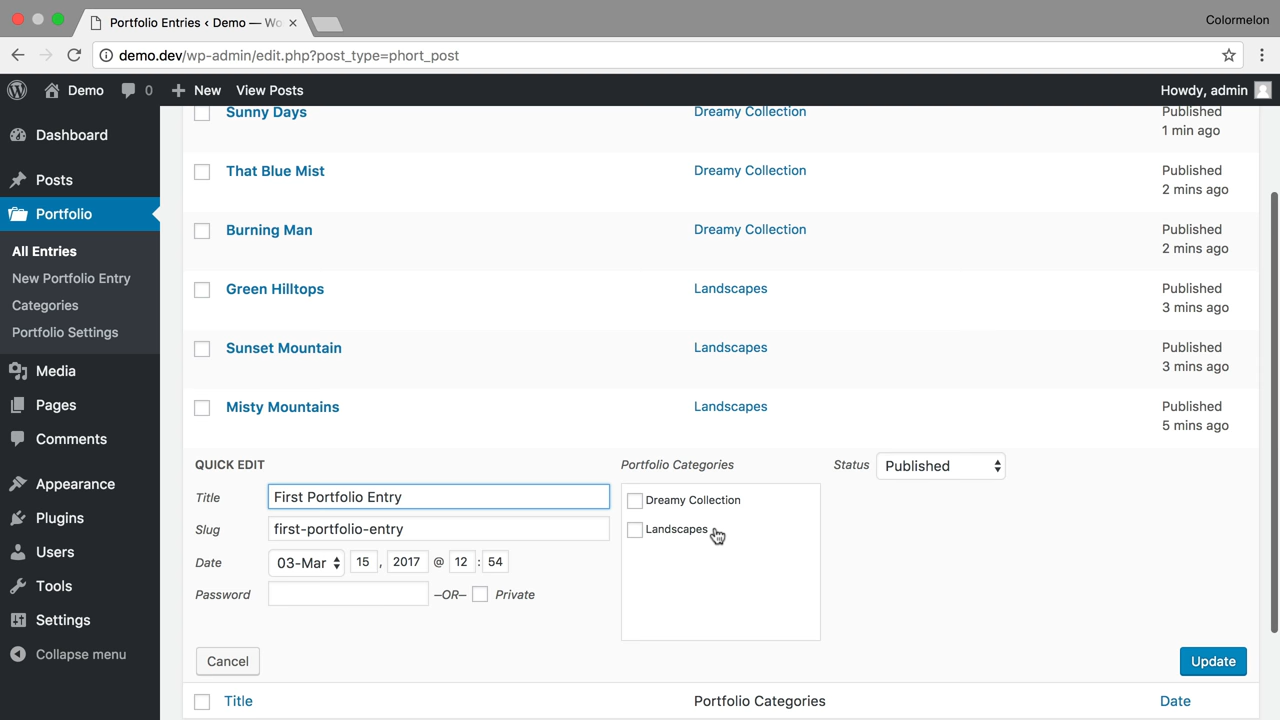 Portfolio Entries ‹ Demo — Wo
Colormelon
demo.dev/wp-admin/edit.php?post_type=phort_post
Demo 0 New View Posts Howdy, admin
Dashboard
Posts
Portfolio
All Entries
New Portfolio Entry
Categories
Portfolio Settings
Media
Pages
Comments
Appearance
Plugins
Users
Tools
Settings
Collapse menu
Sunny Days Dreamy Collection Published
1 min ago
That Blue Mist Dreamy Collection Published
2 mins ago
Burning Man Dreamy Collection Published
2 mins ago
Green Hilltops Landscapes Published
3 mins ago
Sunset Mountain Landscapes Published
3 mins ago
Misty Mountains Landscapes Published
5 mins ago
QUICK EDIT
Title First Portfolio Entry
Slug first-portfolio-entry
Date 03-Mar 15 , 2017 @ 12 : 54
Password –OR– Private
Portfolio Categories
Dreamy Collection
Landscapes
Status Published
Cancel Update
Title Portfolio Categories Date